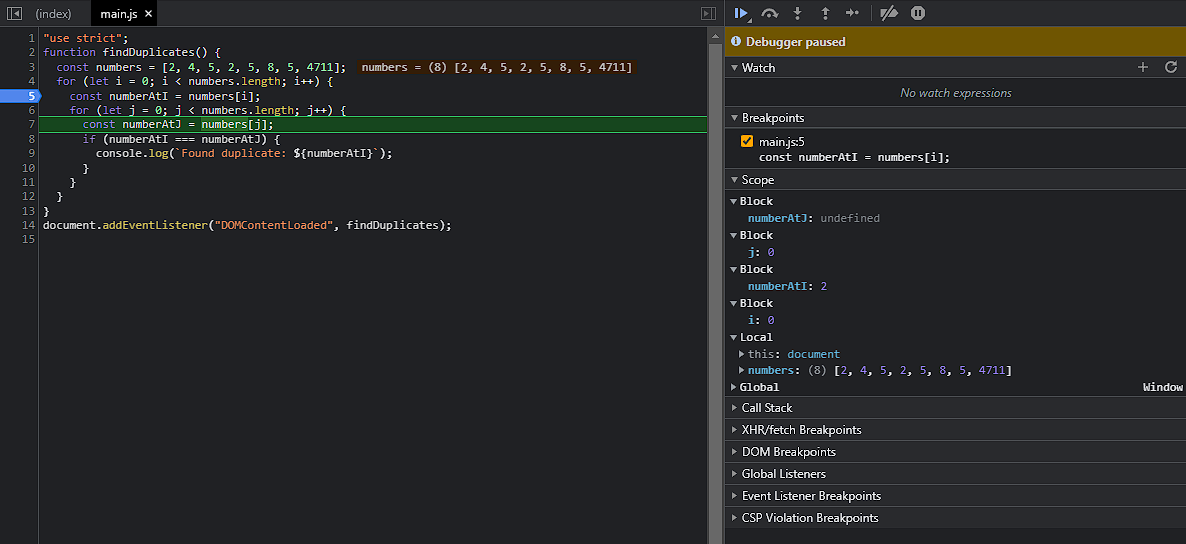 (index) main.js ×
1 "use strict";
2 function findDuplicates() {
3 const numbers = [2, 4, 5, 2, 5, 8, 5, 4711]; numbers = (8) [2, 4, 5, 2, 5, 8, 5, 4711]
4 for (let i = 0; i < numbers.length; i++) {
5 const numberAtI = numbers[i];
6 for (let j = 0; j < numbers.length; j++) {
7 const numberAtJ = numbers[j];
8 if (numberAtI === numberAtJ) {
9 console.log(`Found duplicate: ${numberAtI}`);
10 }
11 }
12 }
13 }
14 document.addEventListener("DOMContentLoaded", findDuplicates);
15
Debugger paused
Watch
No watch expressions
Breakpoints
main.js:5
const numberAtI = numbers[i];
Scope
Block
numberAtJ: undefined
Block
j: 0
Block
numberAtI: 2
Block
i: 0
Local
this: document
numbers: (8) [2, 4, 5, 2, 5, 8, 5, 4711]
Global Window
Call Stack
XHR/fetch Breakpoints
DOM Breakpoints
Global Listeners
Event Listener Breakpoints
CSP Violation Breakpoints